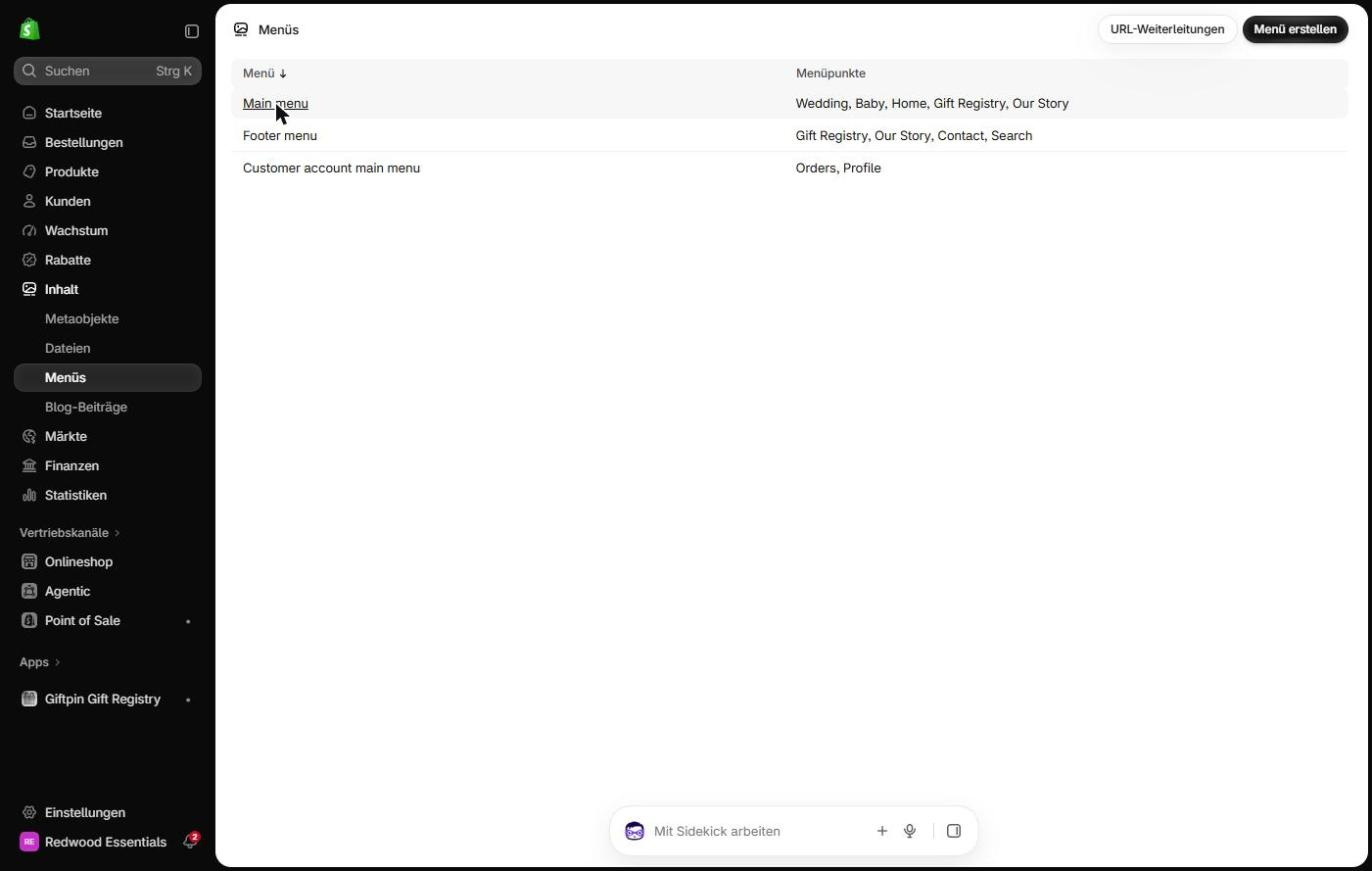 Menüs
URL-Weiterleitungen
Menü erstellen
Suchen
Strg K
Startseite
Bestellungen
Produkte
Kunden
Wachstum
Rabatte
Inhalt
Metaobjekte
Dateien
Menüs
Blog-Beiträge
Märkte
Finanzen
Statistiken
Vertriebskanäle
Onlineshop
Agentic
Point of Sale
Apps
Giftpin Gift Registry
Einstellungen
RE Redwood Essentials 2
Menü ↓ Menüpunkte
Main menu Wedding, Baby, Home, Gift Registry, Our Story
Footer menu Gift Registry, Our Story, Contact, Search
Customer account main menu Orders, Profile
Mit Sidekick arbeiten